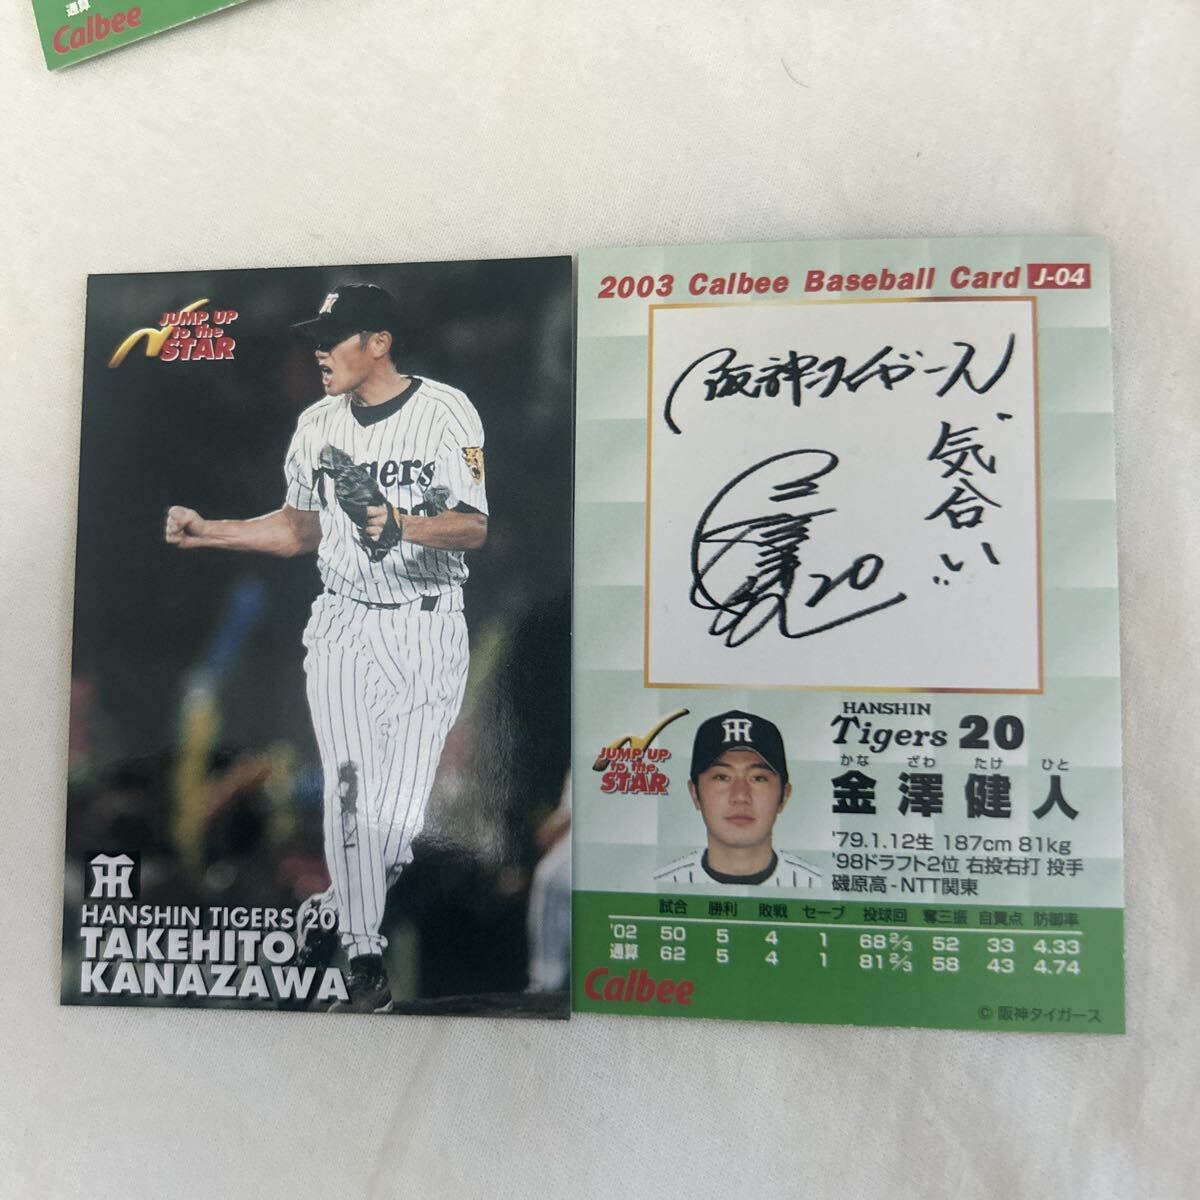 通算
Calbee
JUMP UP
to the
STAR
Tigers
20
HANSHIN TIGERS 20
TAKEHITO
KANAZAWA
2003 Calbee Baseball Card J-04
阪神タイガース
"気合い"
20
JUMP UP
to the
STAR
HANSHIN
Tigers 20
かな ざわ たけ ひと
金澤健人
'79.1.12生 187cm 81kg
'98ドラフト2位 右投右打 投手
磯原高-NTT関東
試合 勝利 敗戦 セーブ 投球回 奪三振 自責点 防御率
'02 50 5 4 1 68 2/3 52 33 4.33
通算 62 5 4 1 81 2/3 58 43 4.74
Calbee
© 阪神タイガース